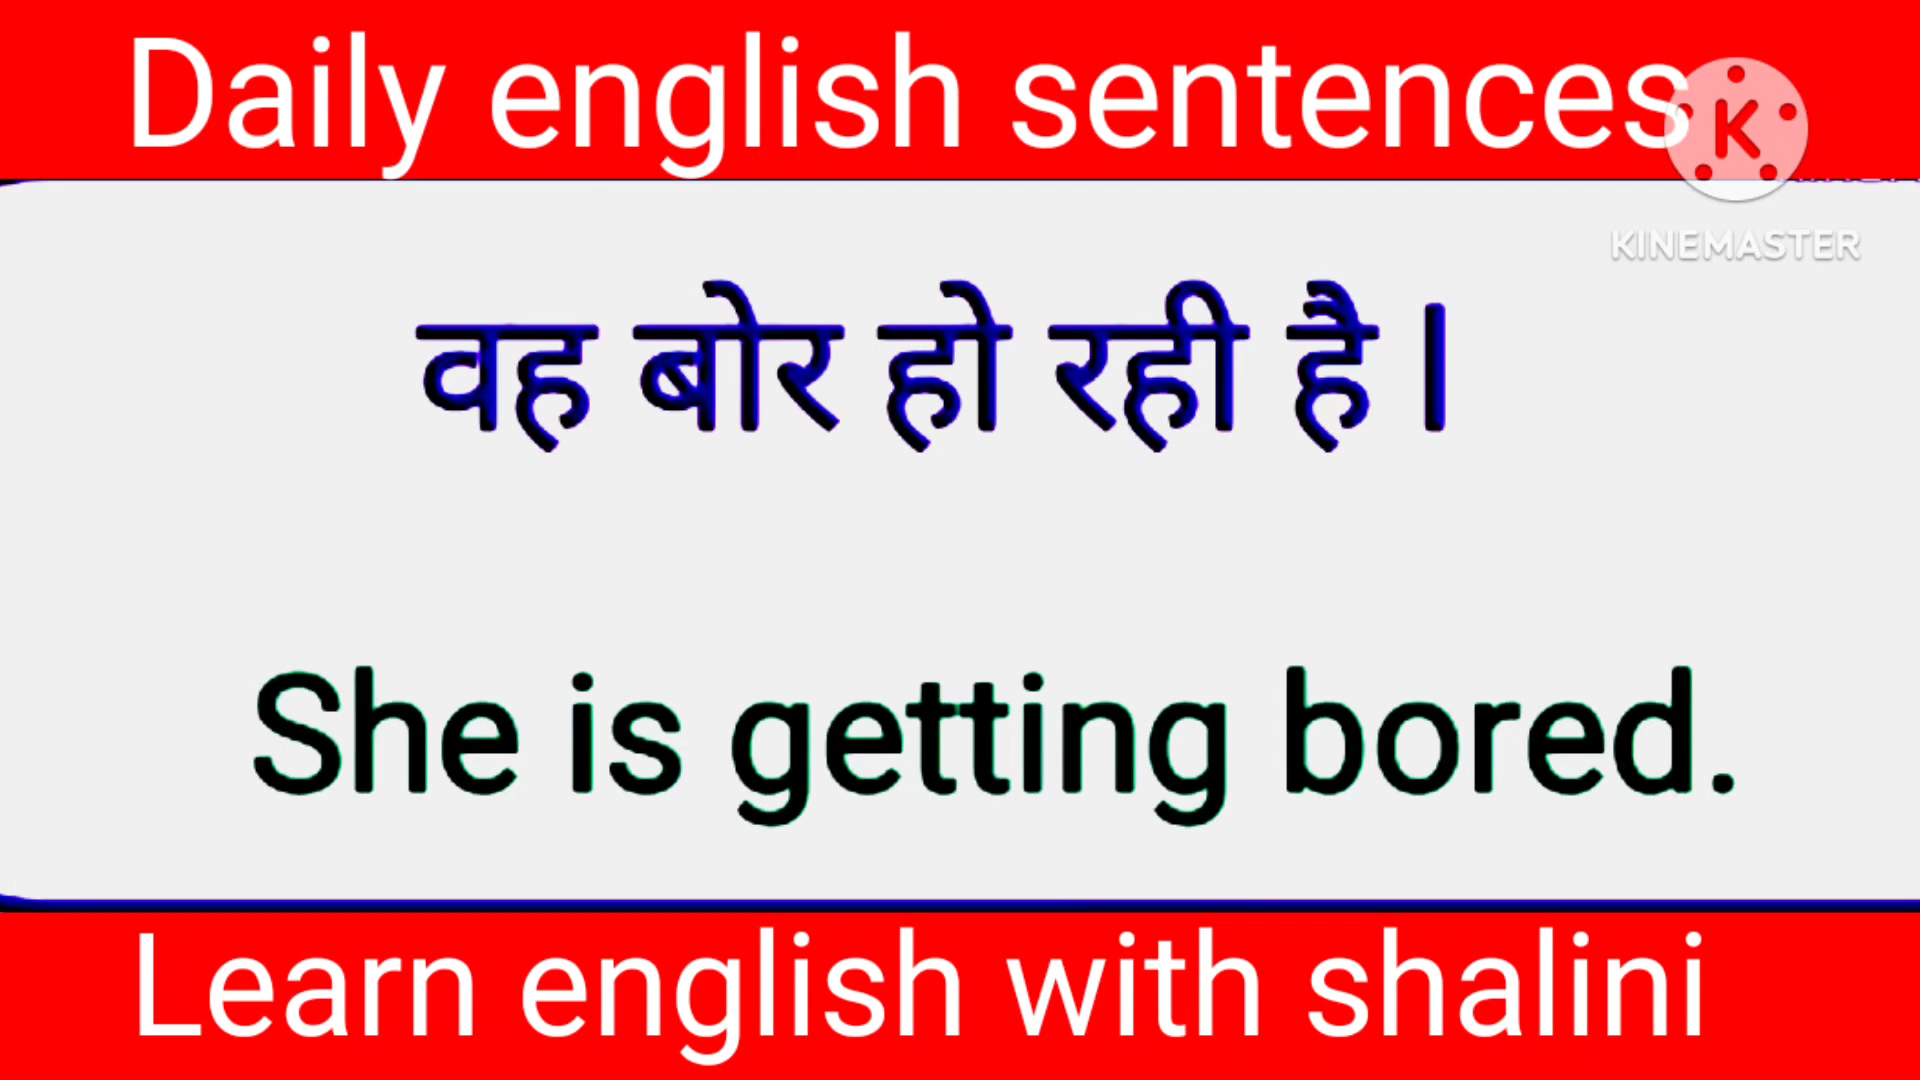 Daily english sentences
K
KINEMASTER
वह बोर हो रही है l
She is getting bored.
Learn english with shalini